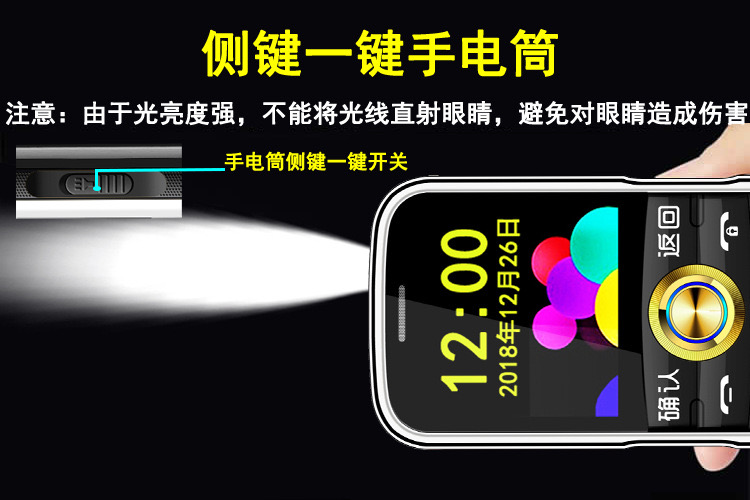 侧键一键手电筒
注意：由于光亮度强，不能将光线直射眼睛，避免对眼睛造成伤害
手电筒侧键一键开关
12:00
2018年12月26日
返回
确认